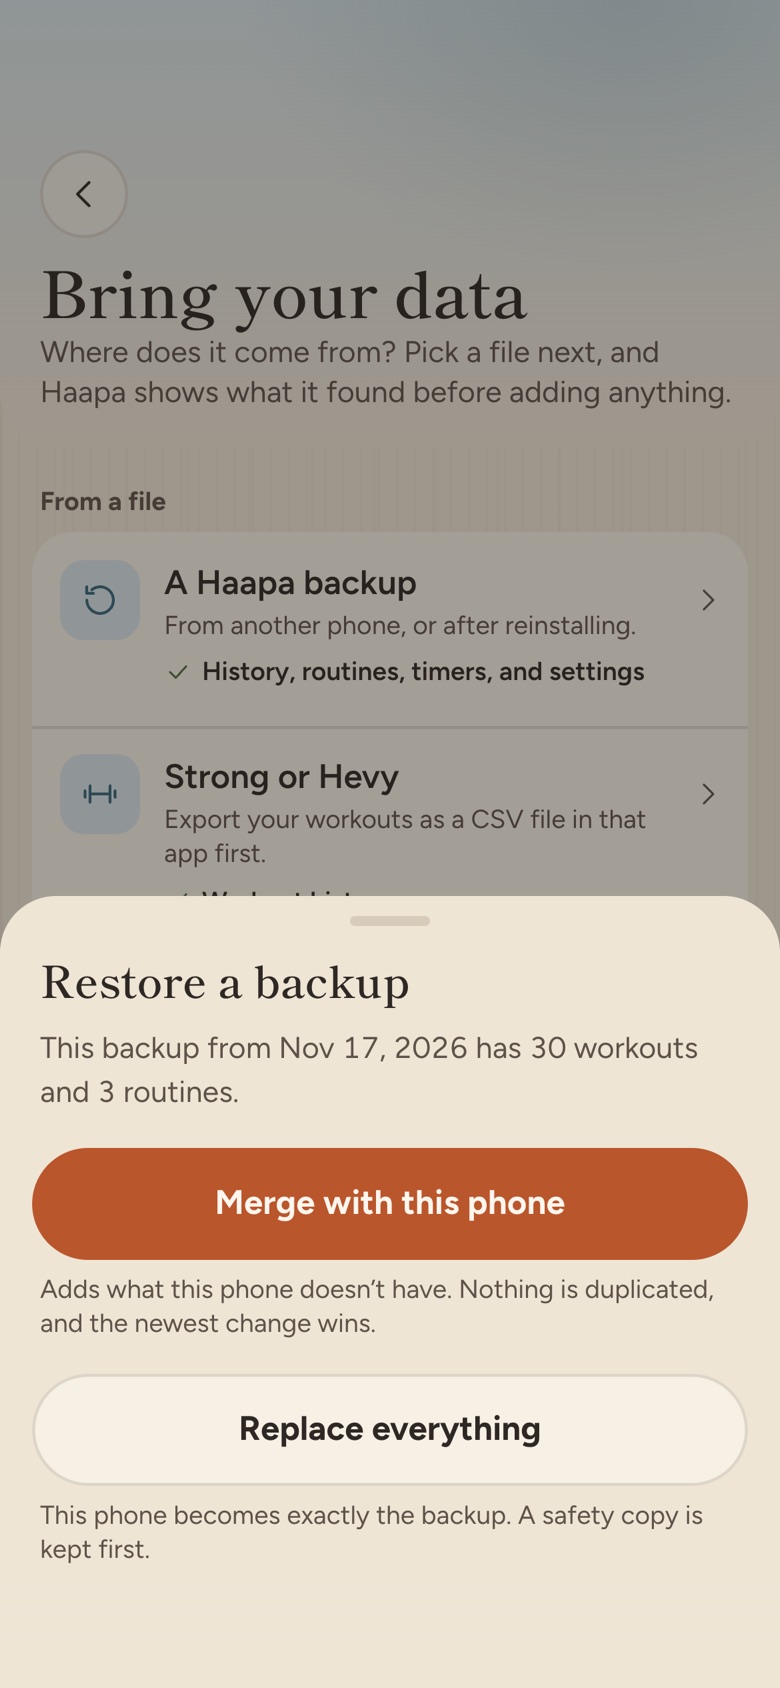 Bring your data
Where does it come from? Pick a file next, and
Haapa shows what it found before adding anything.
From a file
A Haapa backup
From another phone, or after reinstalling.
History, routines, timers, and settings
Strong or Hevy
Export your workouts as a CSV file in that
app first.
Restore a backup
This backup from Nov 17, 2026 has 30 workouts
and 3 routines.
Merge with this phone
Adds what this phone doesn’t have. Nothing is duplicated,
and the newest change wins.
Replace everything
This phone becomes exactly the backup. A safety copy is
kept first.